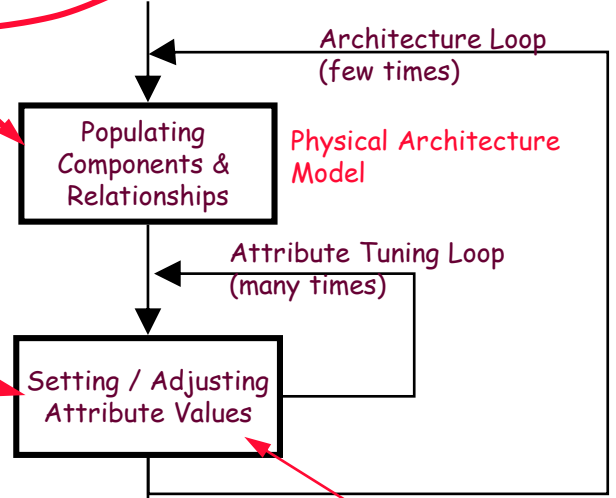 Architecture Loop
(few times)
Populating
Components &
Relationships
Physical Architecture
Model
Attribute Tuning Loop
(many times)
Setting / Adjusting
Attribute Values